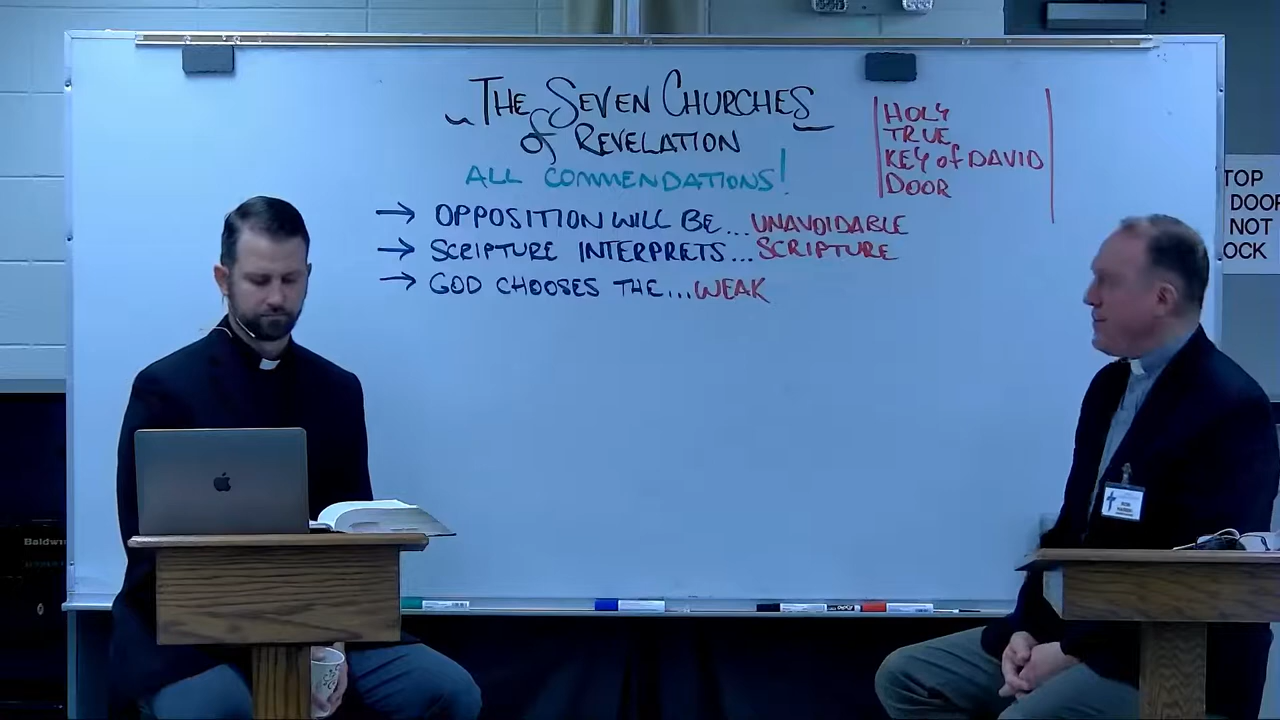 THE SEVEN CHURCHES
of REVELATION
ALL COMMENDATIONS!
→ OPPOSITION WILL BE...UNAVOIDABLE
→ SCRIPTURE INTERPRETS...SCRIPTURE
→ GOD CHOOSES THE...WEAK
HOLY
TRUE
KEY of DAVID
DOOR
TOP
DOOR
NOT
OCK
Baldwi